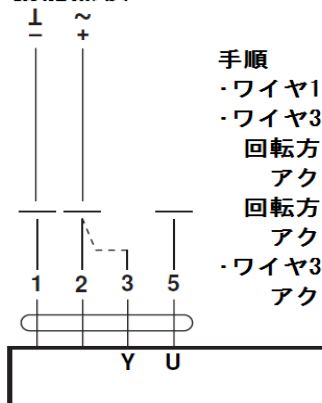 ⊥ ~
− +
手順
・ワイヤ1
・ワイヤ3
回転方
アク
回転方
アク
・ワイヤ3
アク
1 2 3 5
Y U